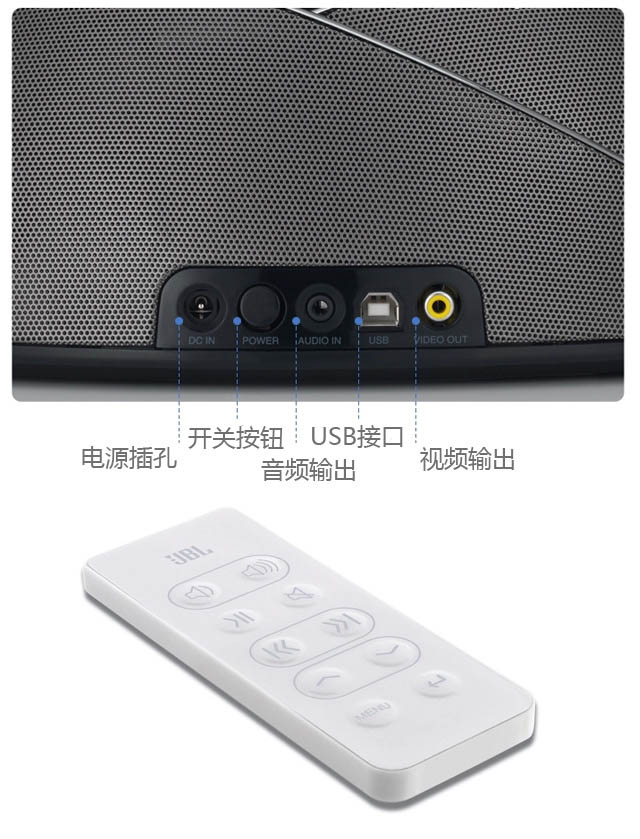 DC IN
POWER
AUDIO IN
USB
VIDEO OUT
开关按钮
USB接口
电源插孔
音频输出
视频输出
JBL
MENU